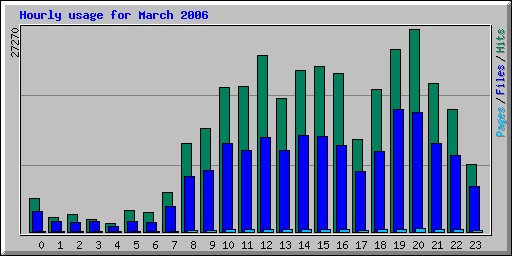 Hourly usage for March 2006
27270
Pages / Files / Hits
0 1 2 3 4 5 6 7 8 9 10 11 12 13 14 15 16 17 18 19 20 21 22 23